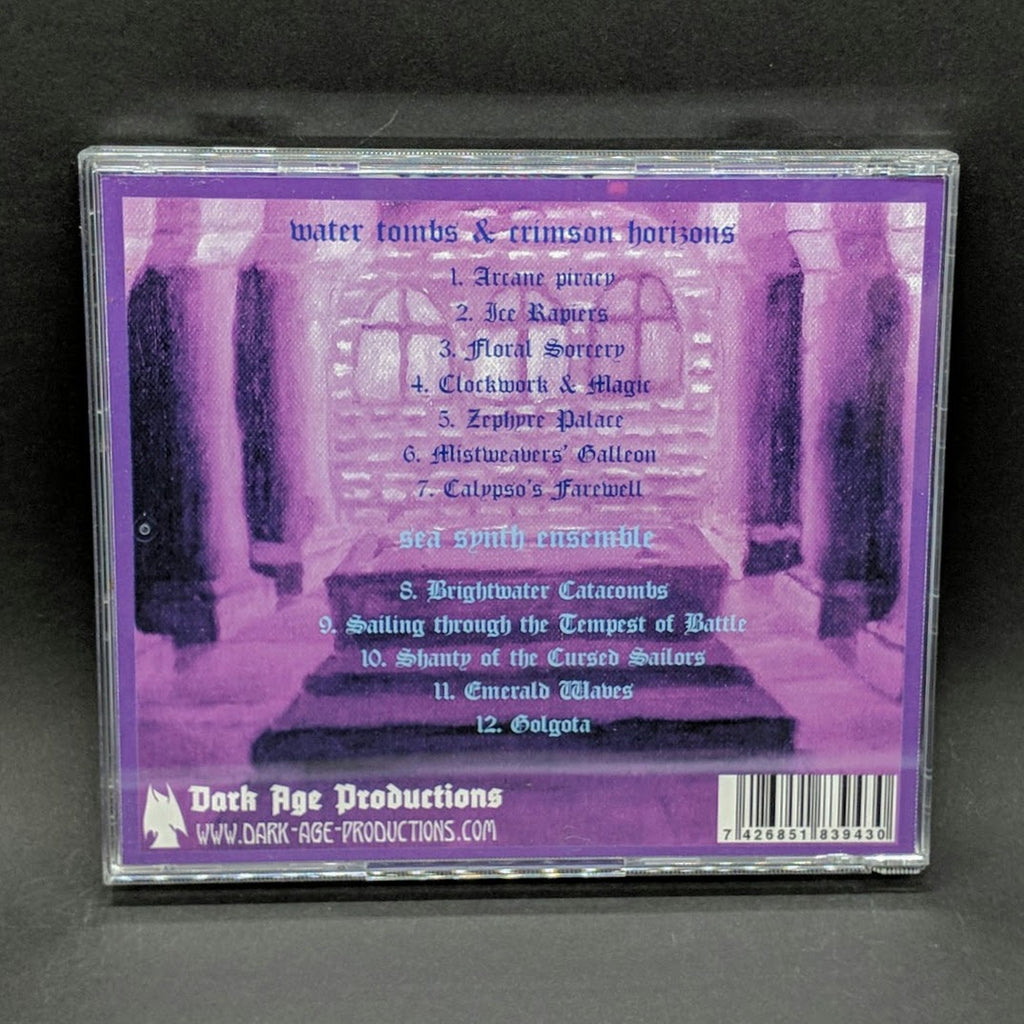 water tombs & crimson horizons
1. Arcane piracy
2. Ice Rapiers
3. Floral Sorcery
4. Clockwork & Magic
5. Zephyre Palace
6. Mistweavers' Galleon
7. Calypso's Farewell
sea synth ensemble
8. Brightwater Catacombs
9. Sailing through the Tempest of Battle
10. Shanty of the Cursed Sailors
11. Emerald Waves
12. Golgota
Dark Age Productions
WWW.DARK-AGE-PRODUCTIONS.COM
7 426851 839430